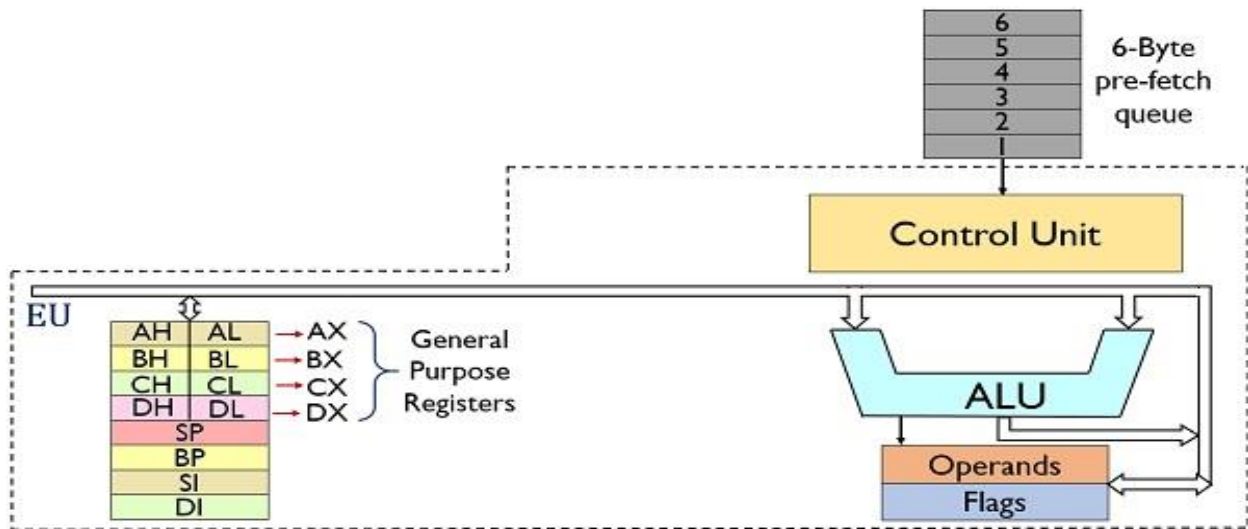 6
5
4
3
2
1
6-Byte
pre-fetch
queue
Control Unit
EU
AH AL AX
BH BL BX
CH CL CX
DH DL DX
SP
BP
SI
DI
General
Purpose
Registers
ALU
Operands
Flags